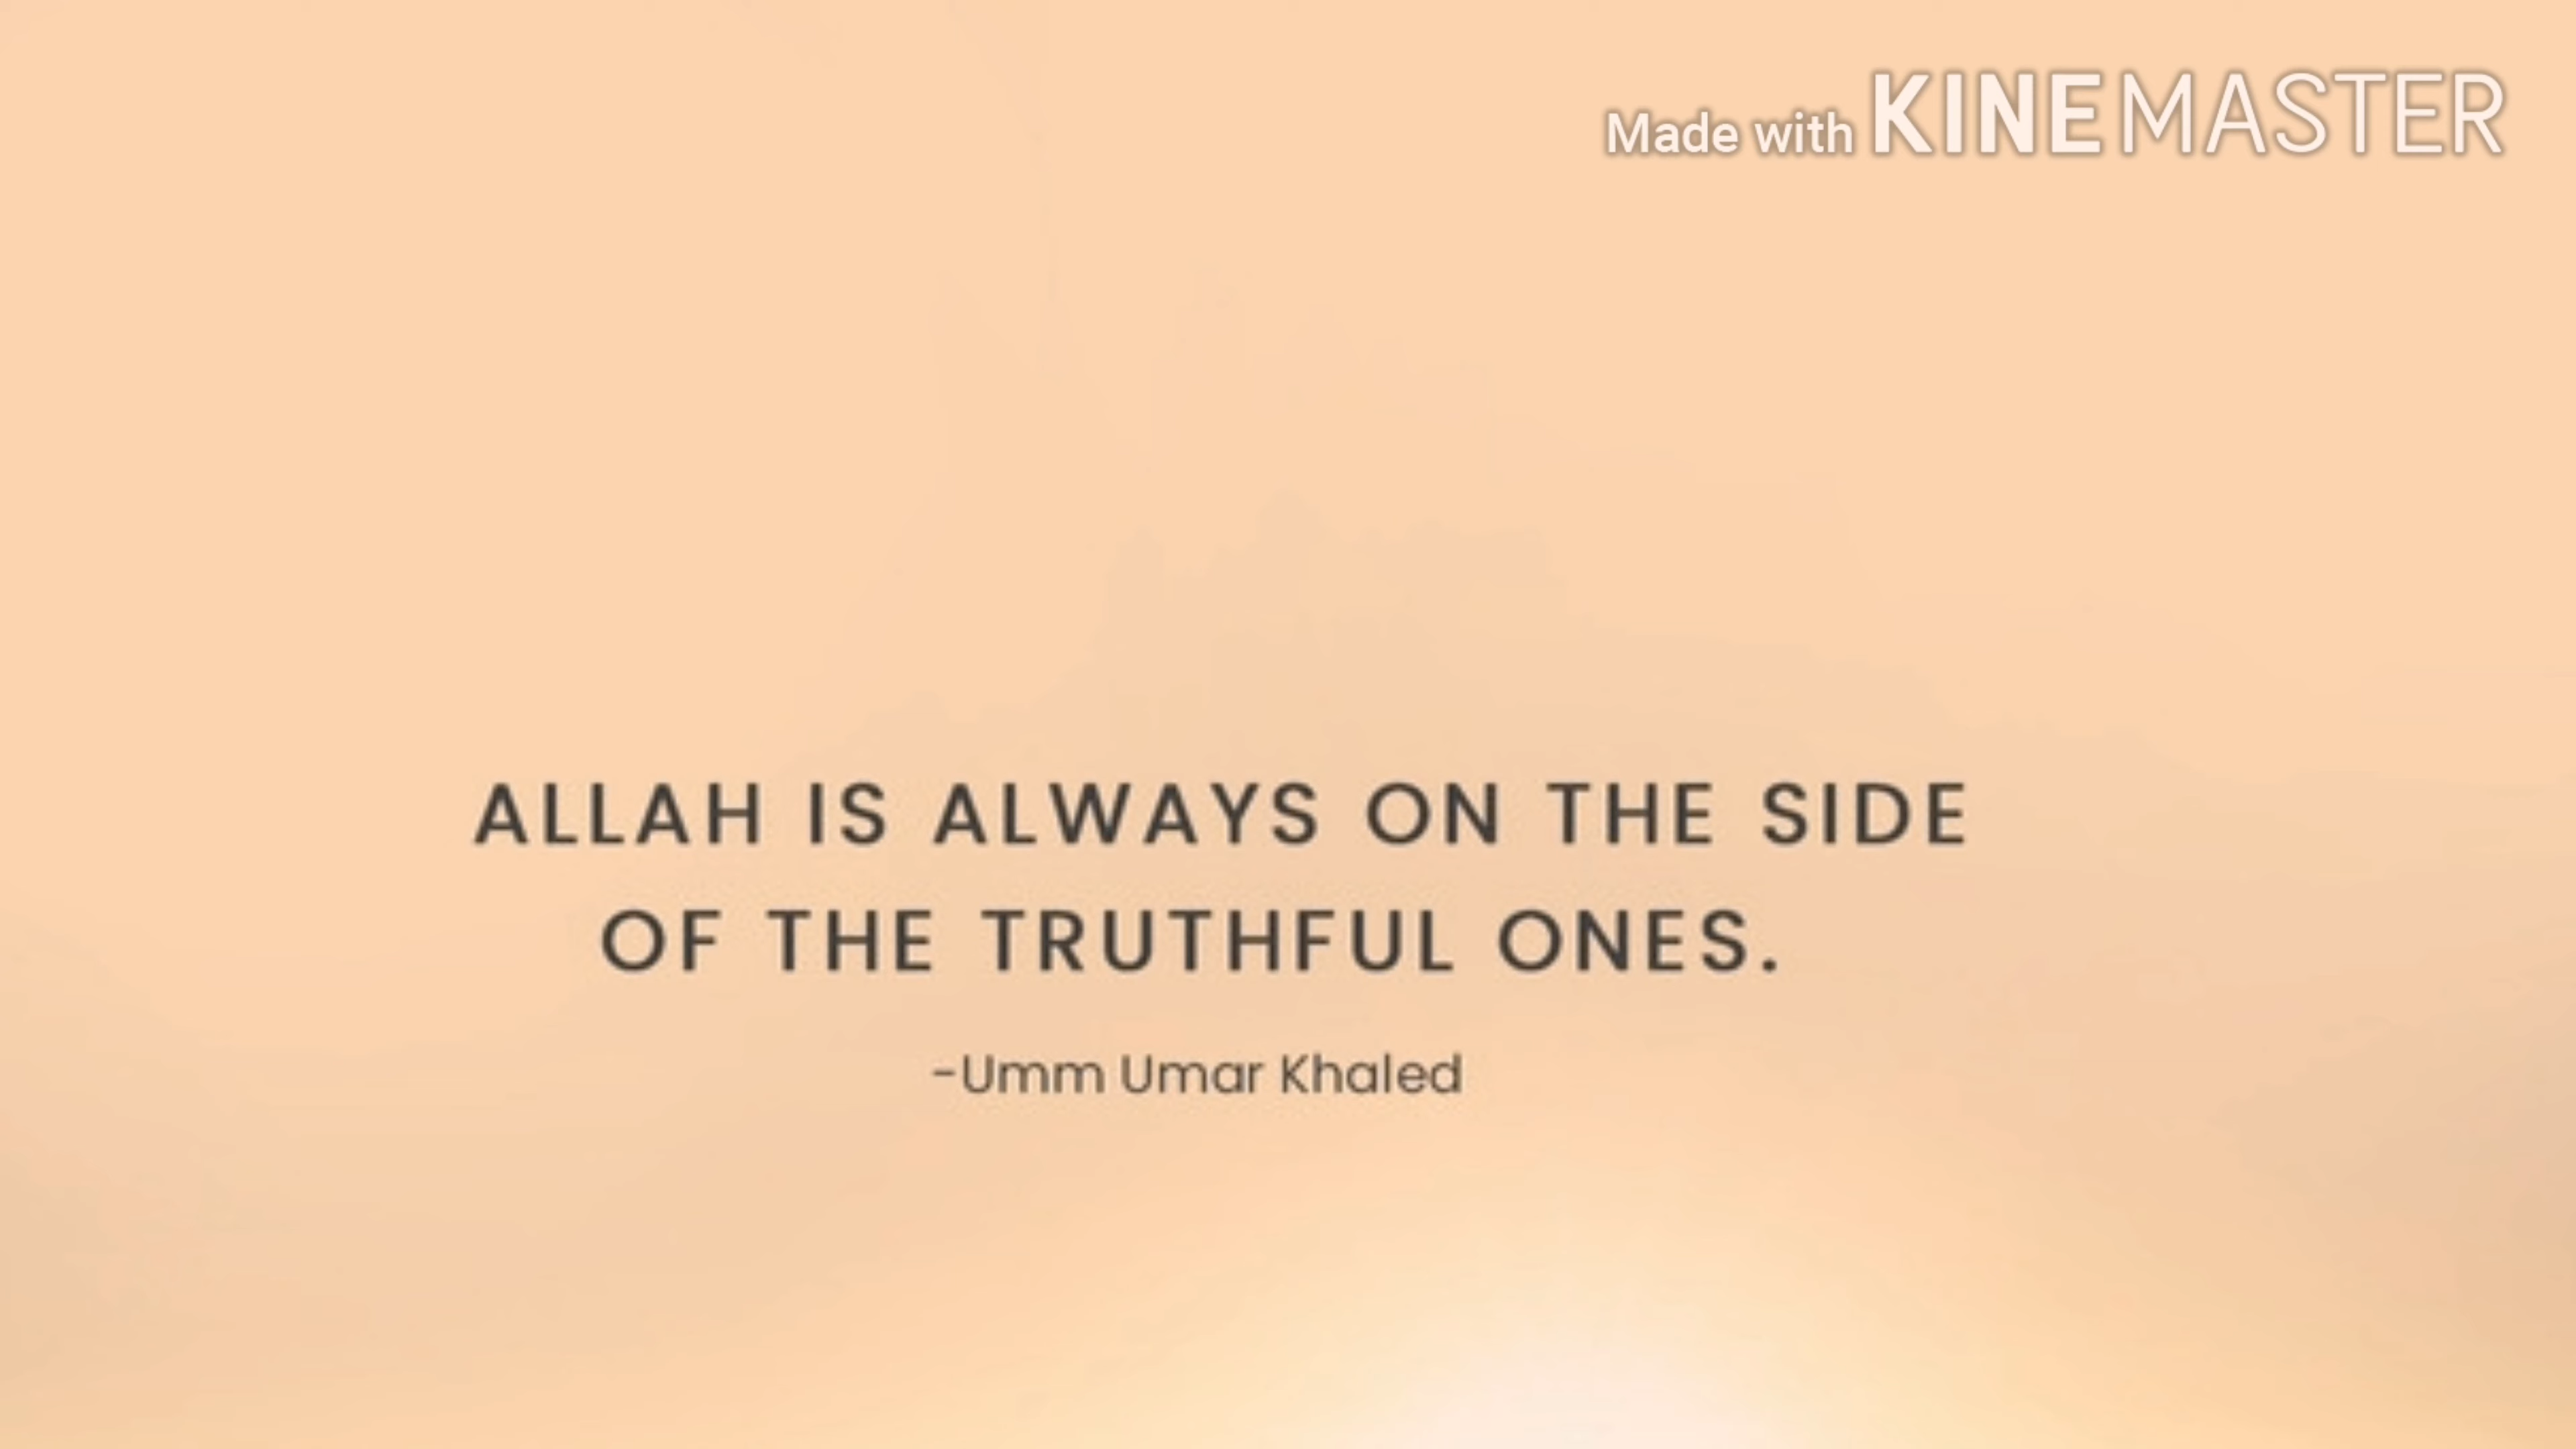 Made with KINEMASTER
ALLAH IS ALWAYS ON THE SIDE
OF THE TRUTHFUL ONES.
-Umm Umar Khaled